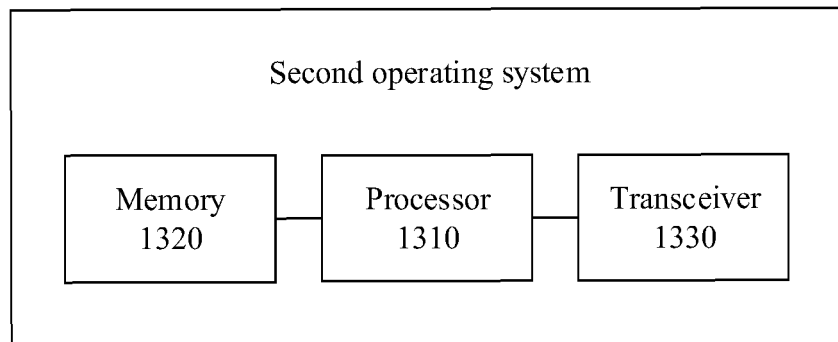 Second operating system
Memory
1320
Processor
1310
Transceiver
1330